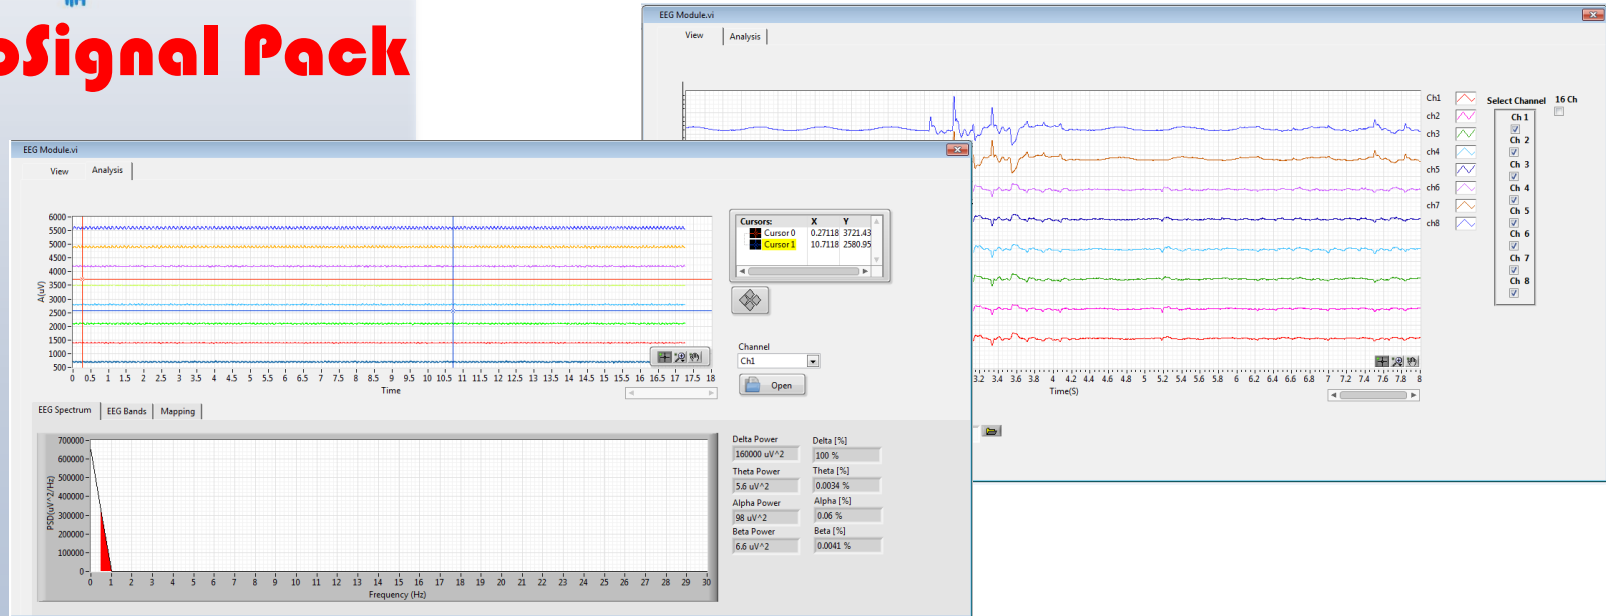 oSignal Pack
EEG Module.vi
View Analysis
Ch1
ch2
ch3
ch4
ch5
ch6
ch7
ch8
Select Channel 16 Ch
Ch 1
Ch 2
Ch 3
Ch 4
Ch 5
Ch 6
Ch 7
Ch 8
3.2 3.4 3.6 3.8 4 4.2 4.4 4.6 4.8 5 5.2 5.4 5.6 5.8 6 6.2 6.4 6.6 6.8 7 7.2 7.4 7.6 7.8 8
Time(S)
EEG Module.vi
View Analysis
6000
5500
5000
4500
4000
3500
3000
2500
2000
1500
1000
500
A(uV)
0 0.5 1 1.5 2 2.5 3 3.5 4 4.5 5 5.5 6 6.5 7 7.5 8 8.5 9 9.5 10 10.5 11 11.5 12 12.5 13 13.5 14 14.5 15 15.5 16 16.5 17 17.5 18
Time
Cursors: X Y
Cursor 0 0.27118 3721.43
Cursor 1 10.7118 2580.95
Channel
Ch1
Open
EEG Spectrum EEG Bands Mapping
700000
600000
500000
400000
300000
200000
100000
0
PSD(uV^2/Hz)
0 1 2 3 4 5 6 7 8 9 10 11 12 13 14 15 16 17 18 19 20 21 22 23 24 25 26 27 28 29 30
Frequency (Hz)
Delta Power Delta [%]
160000 uV^2 100 %
Theta Power Theta [%]
5.6 uV^2 0.0034 %
Alpha Power Alpha [%]
98 uV^2 0.06 %
Beta Power Beta [%]
6.6 uV^2 0.0041 %